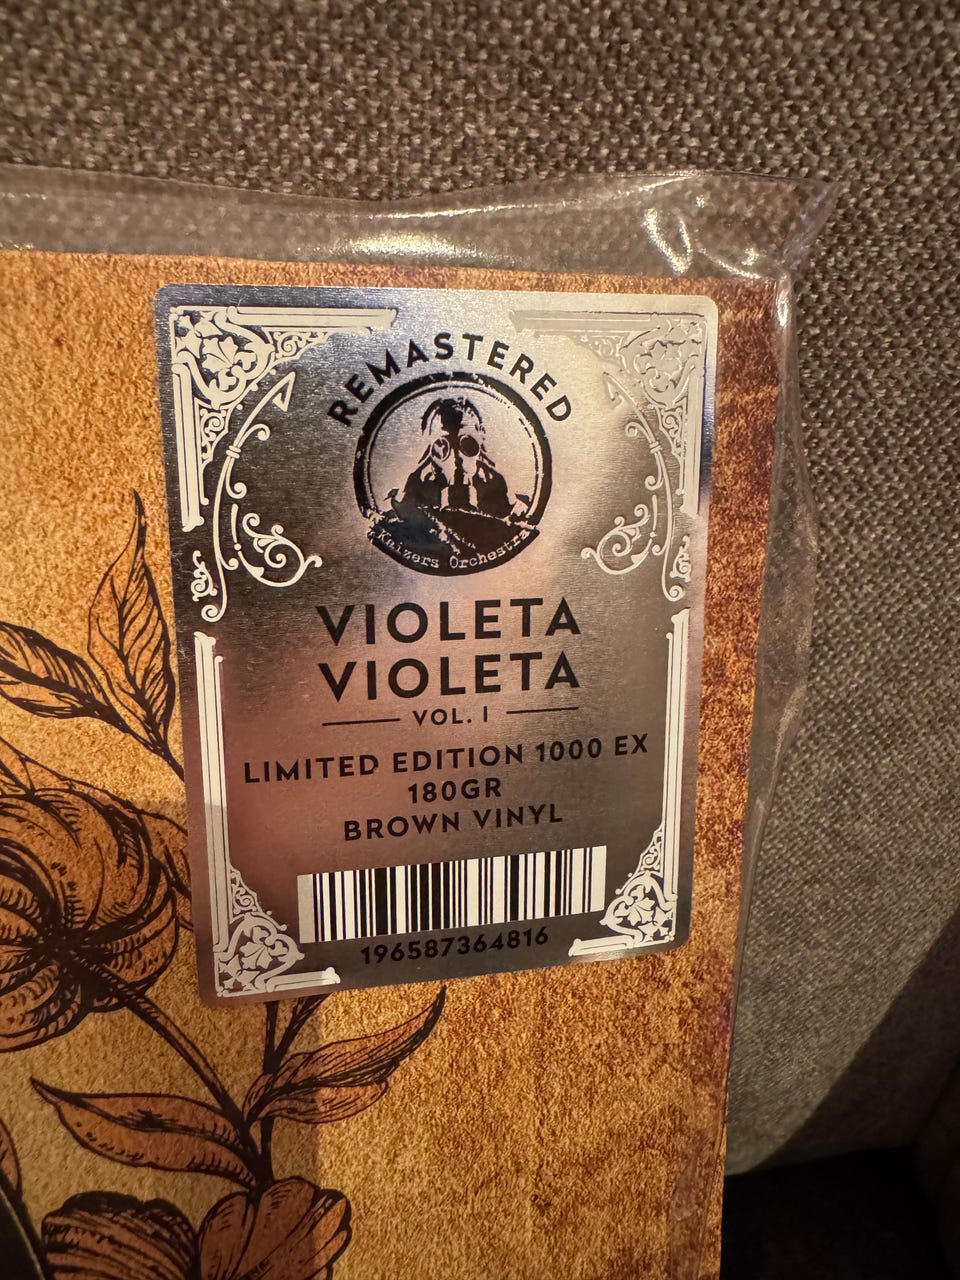 REMASTERED
Kaizers Orchestra
VIOLETA
VIOLETA
VOL. I
LIMITED EDITION 1000 EX
180GR
BROWN VINYL
196587364816